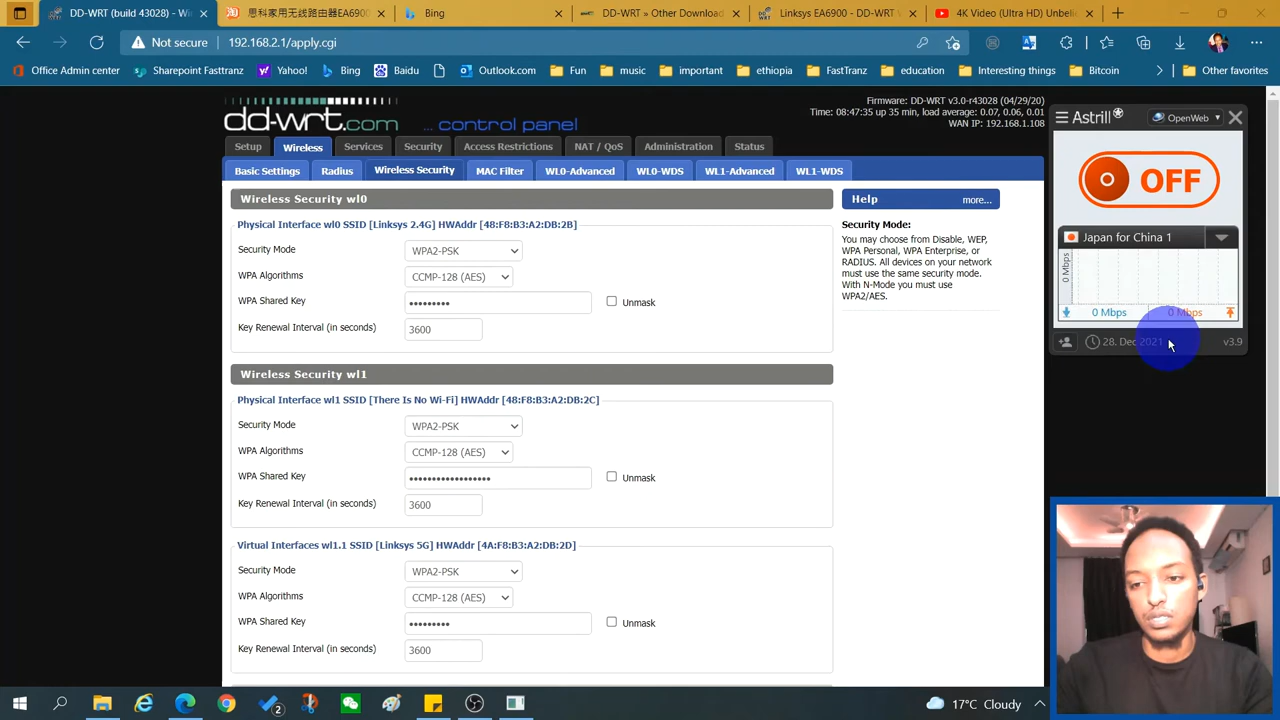 DD-WRT (build 43028) - Wi
思科家用无线路由器EA6900
Bing
DD-WRT » Other Download
Linksys EA6900 - DD-WRT
4K Video (Ultra HD) Unbeli
Not secure
192.168.2.1/apply.cgi
Office Admin center
Sharepoint Fasttranz
Yahoo!
Bing
Baidu
Outlook.com
Fun
music
important
ethiopia
FastTranz
education
Interesting things
Bitcoin
Other favorites
dd-wrt.com ... control panel
Firmware: DD-WRT v3.0-r43028 (04/29/20)
Time: 08:47:35 up 35 min, load average: 0.07, 0.06, 0.01
WAN IP: 192.168.1.108
Setup Wireless Services Security Access Restrictions NAT / QoS Administration Status
Basic Settings Radius Wireless Security MAC Filter WL0-Advanced WL0-WDS WL1-Advanced WL1-WDS
Wireless Security wl0
Physical Interface wl0 SSID [Linksys 2.4G] HWAddr [48:F8:B3:A2:DB:2B]
Security Mode WPA2-PSK
WPA Algorithms CCMP-128 (AES)
WPA Shared Key ••••••••• Unmask
Key Renewal Interval (in seconds) 3600
Wireless Security wl1
Physical Interface wl1 SSID [There Is No Wi-Fi] HWAddr [48:F8:B3:A2:DB:2C]
Security Mode WPA2-PSK
WPA Algorithms CCMP-128 (AES)
WPA Shared Key •••••••••••••••••• Unmask
Key Renewal Interval (in seconds) 3600
Virtual Interfaces wl1.1 SSID [Linksys 5G] HWAddr [4A:F8:B3:A2:DB:2D]
Security Mode WPA2-PSK
WPA Algorithms CCMP-128 (AES)
WPA Shared Key ••••••••• Unmask
Key Renewal Interval (in seconds) 3600
Help more...
Security Mode:
You may choose from Disable, WEP,
WPA Personal, WPA Enterprise, or
RADIUS. All devices on your network
must use the same security mode.
With N-Mode you must use
WPA2/AES.
Astrill OpenWeb
OFF
Japan for China 1
0 Mbps
0 Mbps 0 Mbps
28. Dec 2021 v3.9
2
17°C Cloudy